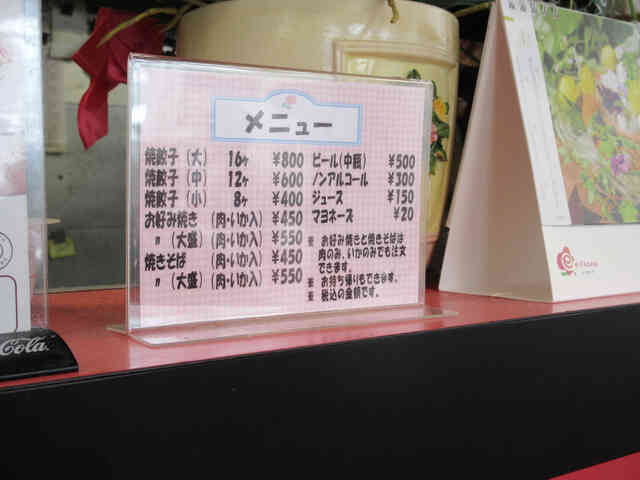 メニュー
焼餃子(大) 16ヶ ¥800
焼餃子(中) 12ヶ ¥600
焼餃子(小) 8ヶ ¥400
お好み焼き(肉・いか入) ¥450
〃(大盛)(肉・いか入) ¥550
焼きそば(肉・いか入) ¥450
〃(大盛)(肉・いか入) ¥550
ビール(中瓶) ¥500
ノンアルコール ¥300
ジュース ¥150
マヨネーズ ¥20
※ お好み焼きと焼きそばは
肉のみ、いかのみでも注文
できます。
※ お持ち帰りもできます。
※ 税込の金額です。
Cola